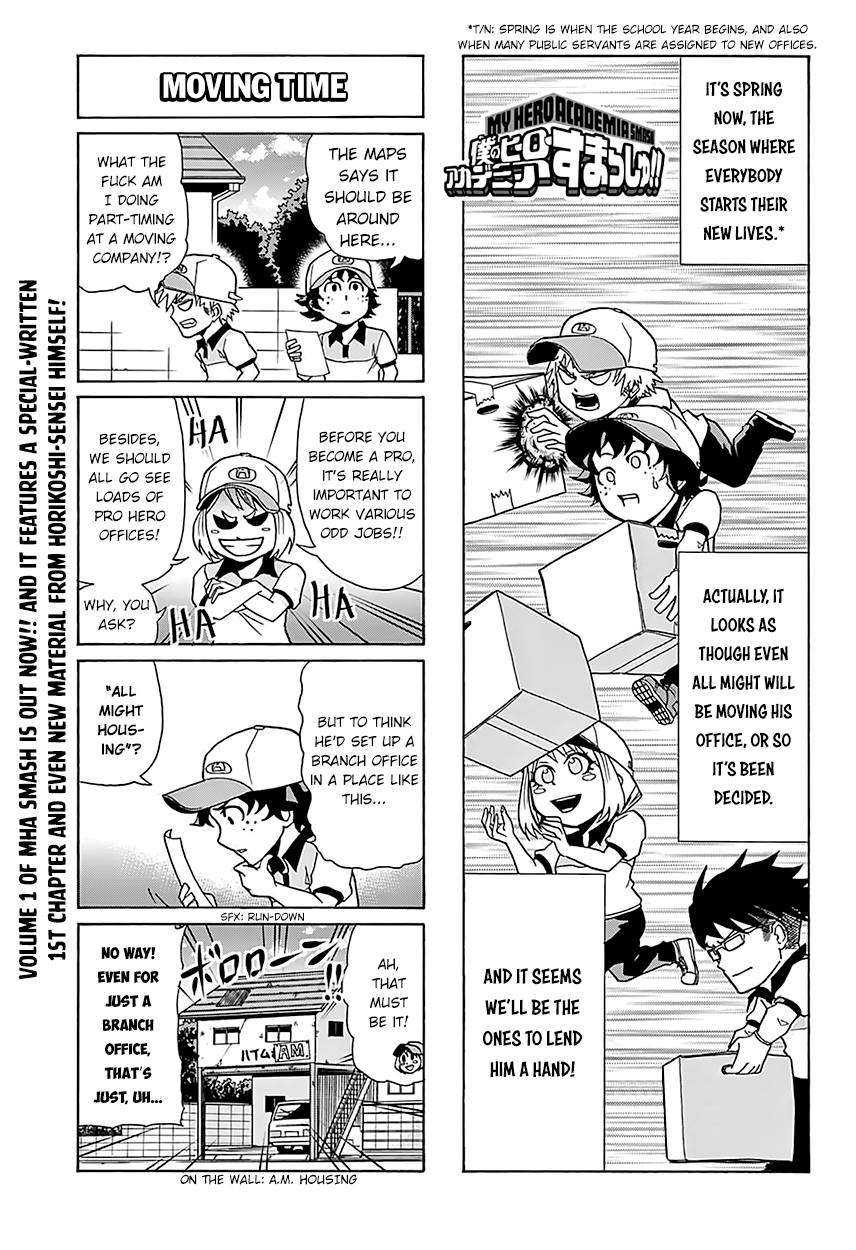 *T/N: SPRING IS WHEN THE SCHOOL YEAR BEGINS, AND ALSO
WHEN MANY PUBLIC SERVANTS ARE ASSIGNED TO NEW OFFICES.
IT'S SPRING
NOW, THE
SEASON WHERE
EVERYBODY
STARTS THEIR
NEW LIVES.*
MY HERO ACADEMIA SMASH
僕のヒーロー
アカデミア すまっしゅ!!
ACTUALLY, IT
LOOKS AS
THOUGH EVEN
ALL MIGHT WILL
BE MOVING HIS
OFFICE, OR SO
IT'S BEEN
DECIDED.
AND IT SEEMS
WE'LL BE THE
ONES TO LEND
HIM A HAND!
MOVING TIME
THE MAPS
SAYS IT
SHOULD BE
AROUND
HERE...
WHAT THE
FUCK AM
I DOING
PART-TIMING
AT A MOVING
COMPANY!?
BEFORE YOU
BECOME A PRO,
IT'S REALLY
IMPORTANT TO
WORK VARIOUS
ODD JOBS!!
BESIDES,
WE SHOULD
ALL GO SEE
LOADS OF
PRO HERO
OFFICES!
WHY, YOU
ASK?
HA
HA
HA
BUT TO THINK
HE'D SET UP A
BRANCH OFFICE
IN A PLACE LIKE
THIS...
"ALL
MIGHT
HOUS-
ING"?
SFX: RUN-DOWN
AH,
THAT
MUST
BE IT!
ボロローン!!
ハイム AM
NO WAY!
EVEN FOR
JUST A
BRANCH
OFFICE,
THAT'S
JUST, UH...
ON THE WALL: A.M. HOUSING
VOLUME 1 OF MHA SMASH IS OUT NOW!! AND IT FEATURES A SPECIAL-WRITTEN
1ST CHAPTER AND EVEN NEW MATERIAL FROM HORIKOSHI-SENSEI HIMSELF!